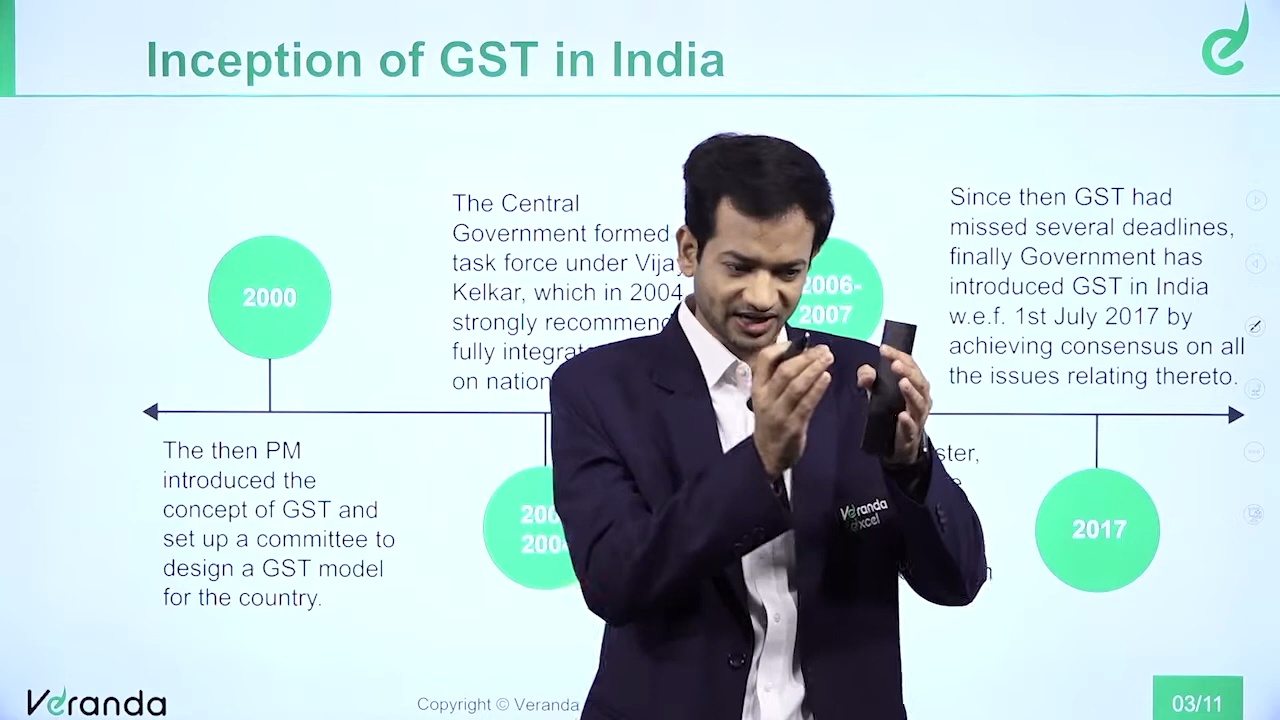 Inception of GST in India
The Central
Government formed
task force under Vijay
Kelkar, which in 2004
strongly recommend
fully integrat
on nation
Since then GST had
missed several deadlines,
finally Government has
introduced GST in India
w.e.f. 1st July 2017 by
achieving consensus on all
the issues relating thereto.
2000
2006-
2007
The then PM
introduced the
concept of GST and
set up a committee to
design a GST model
for the country.
ster,
2017
Veranda
excel
Veranda
Copyright © Veranda
03/11